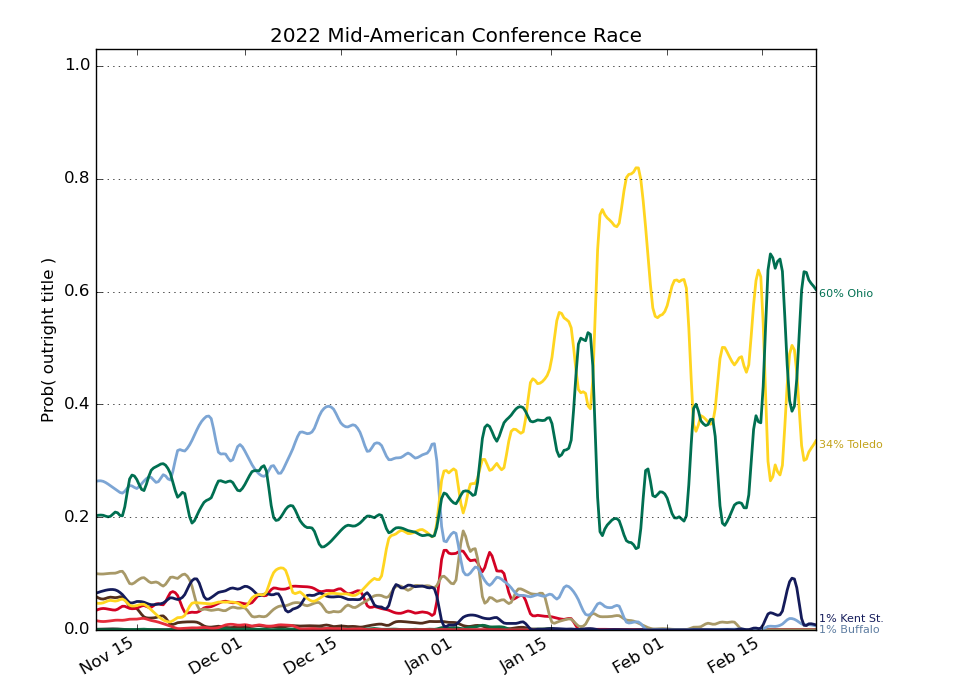 2022 Mid-American Conference Race
Prob( outright title )
1.0
0.8
0.6
0.4
0.2
0.0
60% Ohio
34% Toledo
1% Kent St.
1% Buffalo
Nov 15
Dec 01
Dec 15
Jan 01
Jan 15
Feb 01
Feb 15